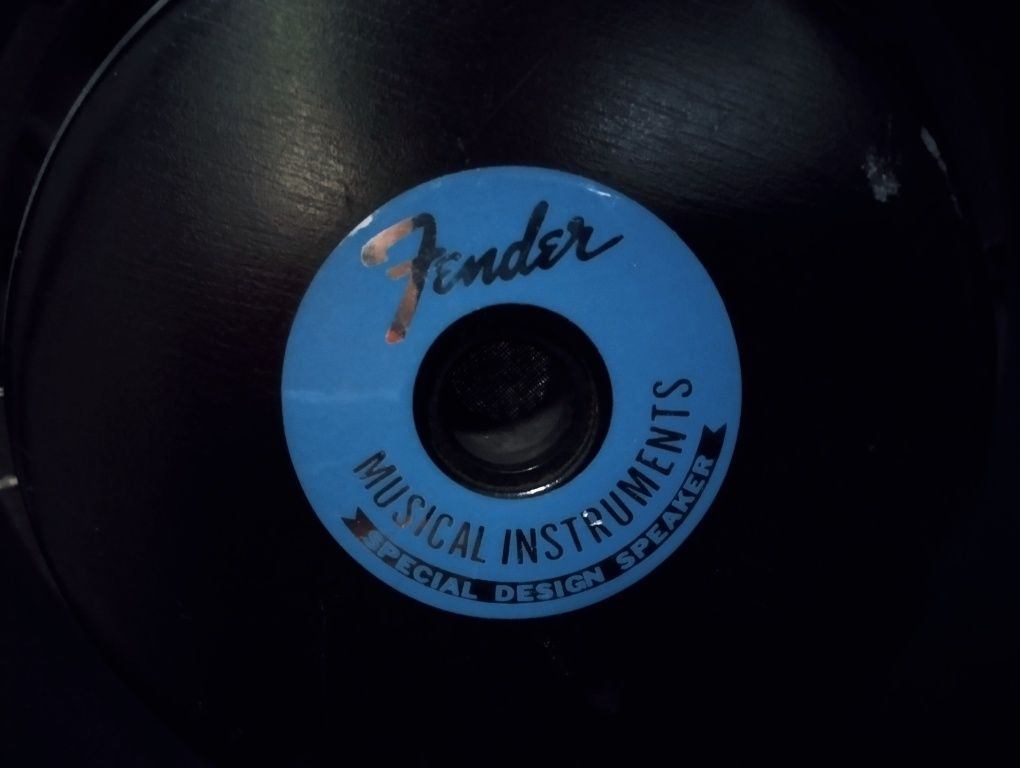 Fender
MUSICAL INSTRUMENTS
SPECIAL DESIGN SPEAKER